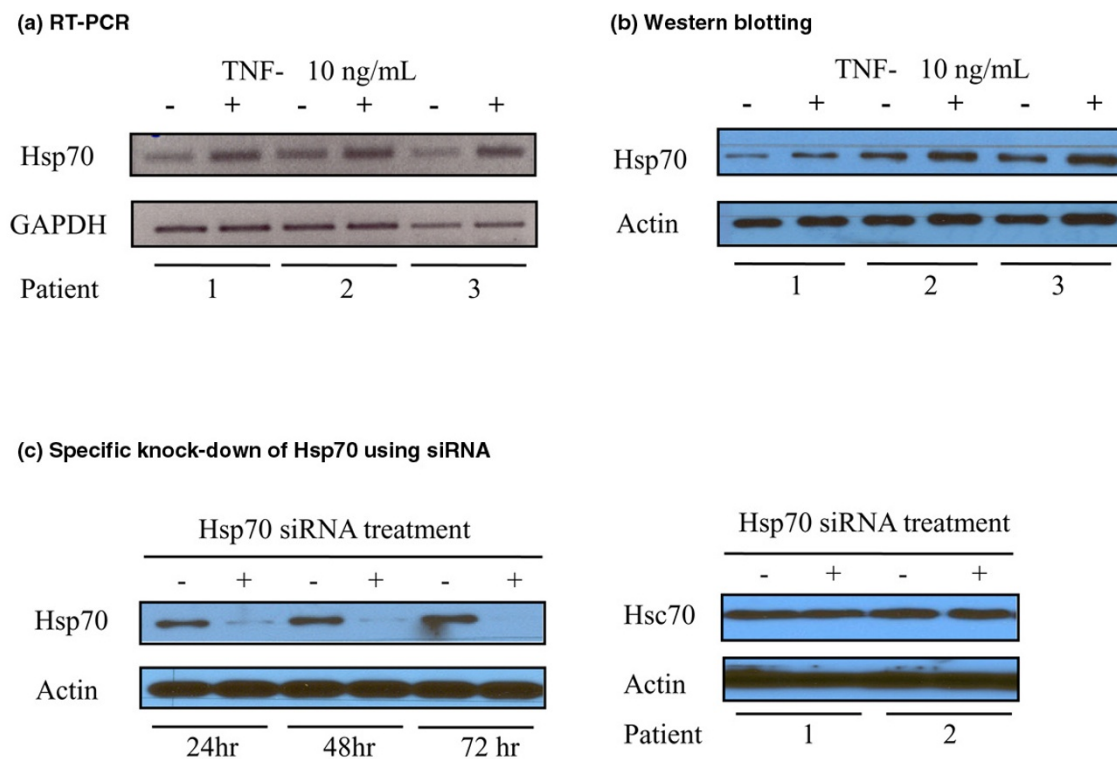 (a) RT-PCR
TNF- 10 ng/mL
- + - + - +
Hsp70
GAPDH
Patient 1 2 3
(b) Western blotting
TNF- 10 ng/mL
- + - + - +
Hsp70
Actin
1 2 3
(c) Specific knock-down of Hsp70 using siRNA
Hsp70 siRNA treatment
- + - + - +
Hsp70
Actin
24hr 48hr 72 hr
Hsp70 siRNA treatment
- + - +
Hsc70
Actin
Patient 1 2